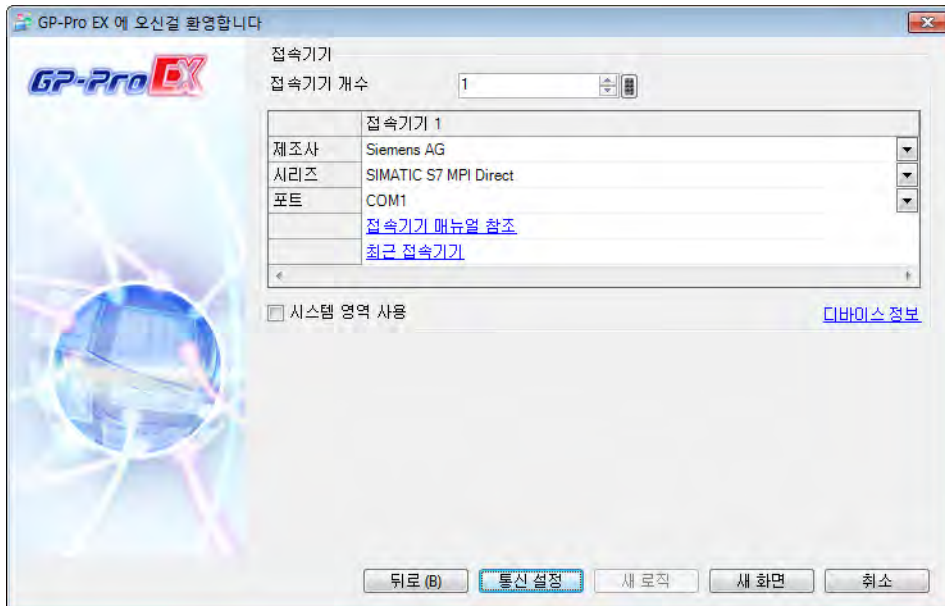 GP-Pro EX 에 오신걸 환영합니다
GP-Pro EX
접속기기
접속기기 개수 1
접속기기 1
제조사 Siemens AG
시리즈 SIMATIC S7 MPI Direct
포트 COM1
접속기기 매뉴얼 참조
최근 접속기기
시스템 영역 사용 디바이스 정보
뒤로 (B) 통신 설정 새 로직 새 화면 취소